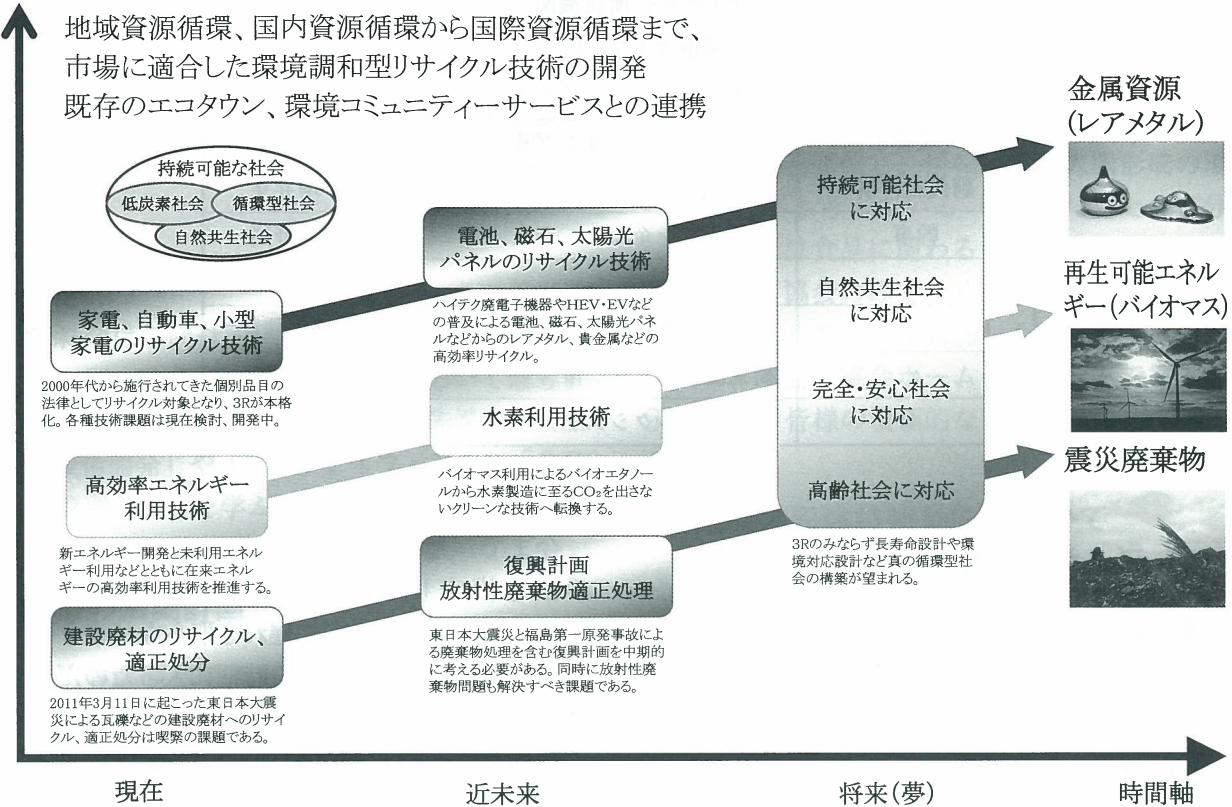 地域資源循環、国内資源循環から国際資源循環まで、
市場に適合した環境調和型リサイクル技術の開発
既存のエコタウン、環境コミュニティーサービスとの連携
持続可能な社会
低炭素社会
循環型社会
自然共生社会
家電、自動車、小型
家電のリサイクル技術
2000年代から施行されてきた個別品目の
法律としてリサイクル対象となり、3Rが本格
化。各種技術課題は現在検討、開発中。
高効率エネルギー
利用技術
新エネルギー開発と未利用エネル
ギー利用などとともに在来エネル
ギーの高効率利用技術を推進する。
建設廃材のリサイクル、
適正処分
2011年3月11日に起こった東日本大震
災による瓦礫などの建設廃材へのリサイ
クル、適正処分は喫緊の課題である。
電池、磁石、太陽光
パネルのリサイクル技術
ハイテク廃電子機器やHEV・EVなど
の普及による電池、磁石、太陽光パネ
ルなどからのレアメタル、貴金属などの
高効率リサイクル。
水素利用技術
バイオマス利用によるバイオエタノー
ルから水素製造に至るCO₂を出さな
いクリーンな技術へ転換する。
復興計画
放射性廃棄物適正処理
東日本大震災と福島第一原発事故によ
る廃棄物処理を含む復興計画を中期的
に考える必要がある。同時に放射性廃
棄物問題も解決すべき課題である。
持続可能社会
に対応
自然共生社会
に対応
完全・安心社会
に対応
高齢社会に対応
3Rのみならず長寿命設計や環
境対応設計など真の循環型社
会の構築が望まれる。
金属資源
(レアメタル)
再生可能エネル
ギー(バイオマス)
震災廃棄物
現在
近未来
将来(夢)
時間軸